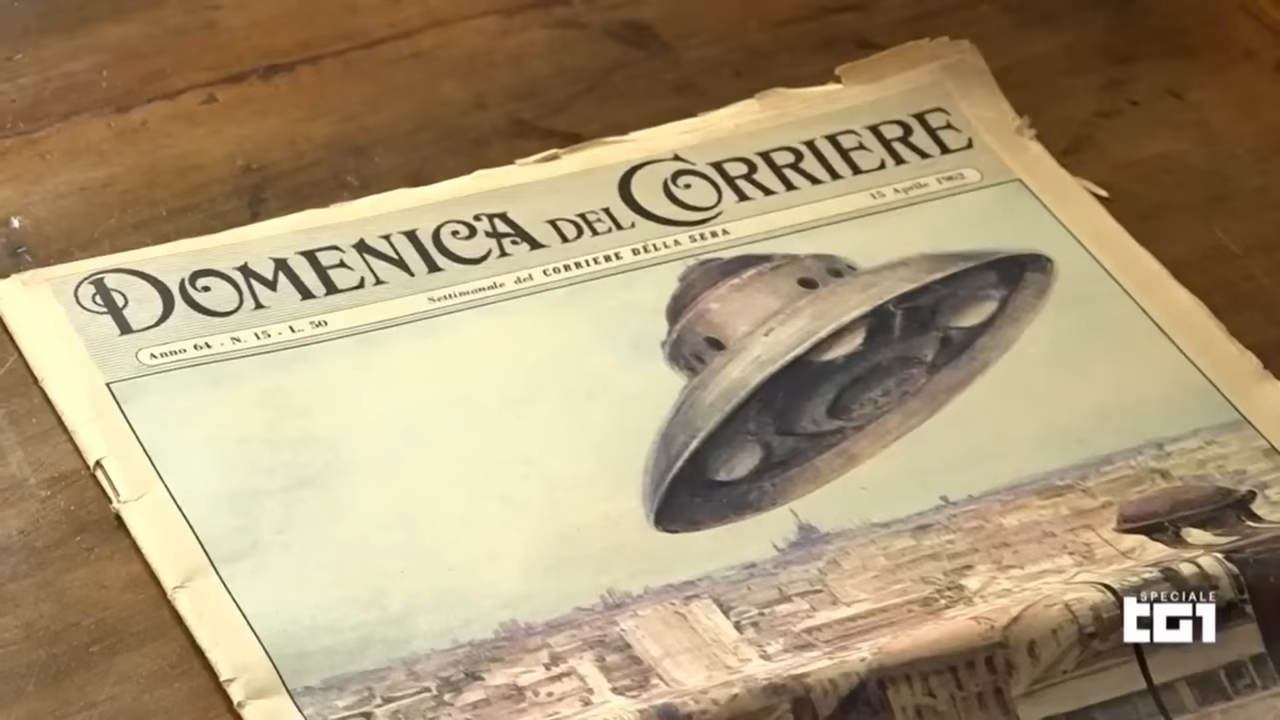 DOMENICA DEL CORRIERE
Anno 64 - N. 15 - L. 50
Settimanale del CORRIERE DELLA SERA
15 Aprile 1962
SPECIALE
tG1